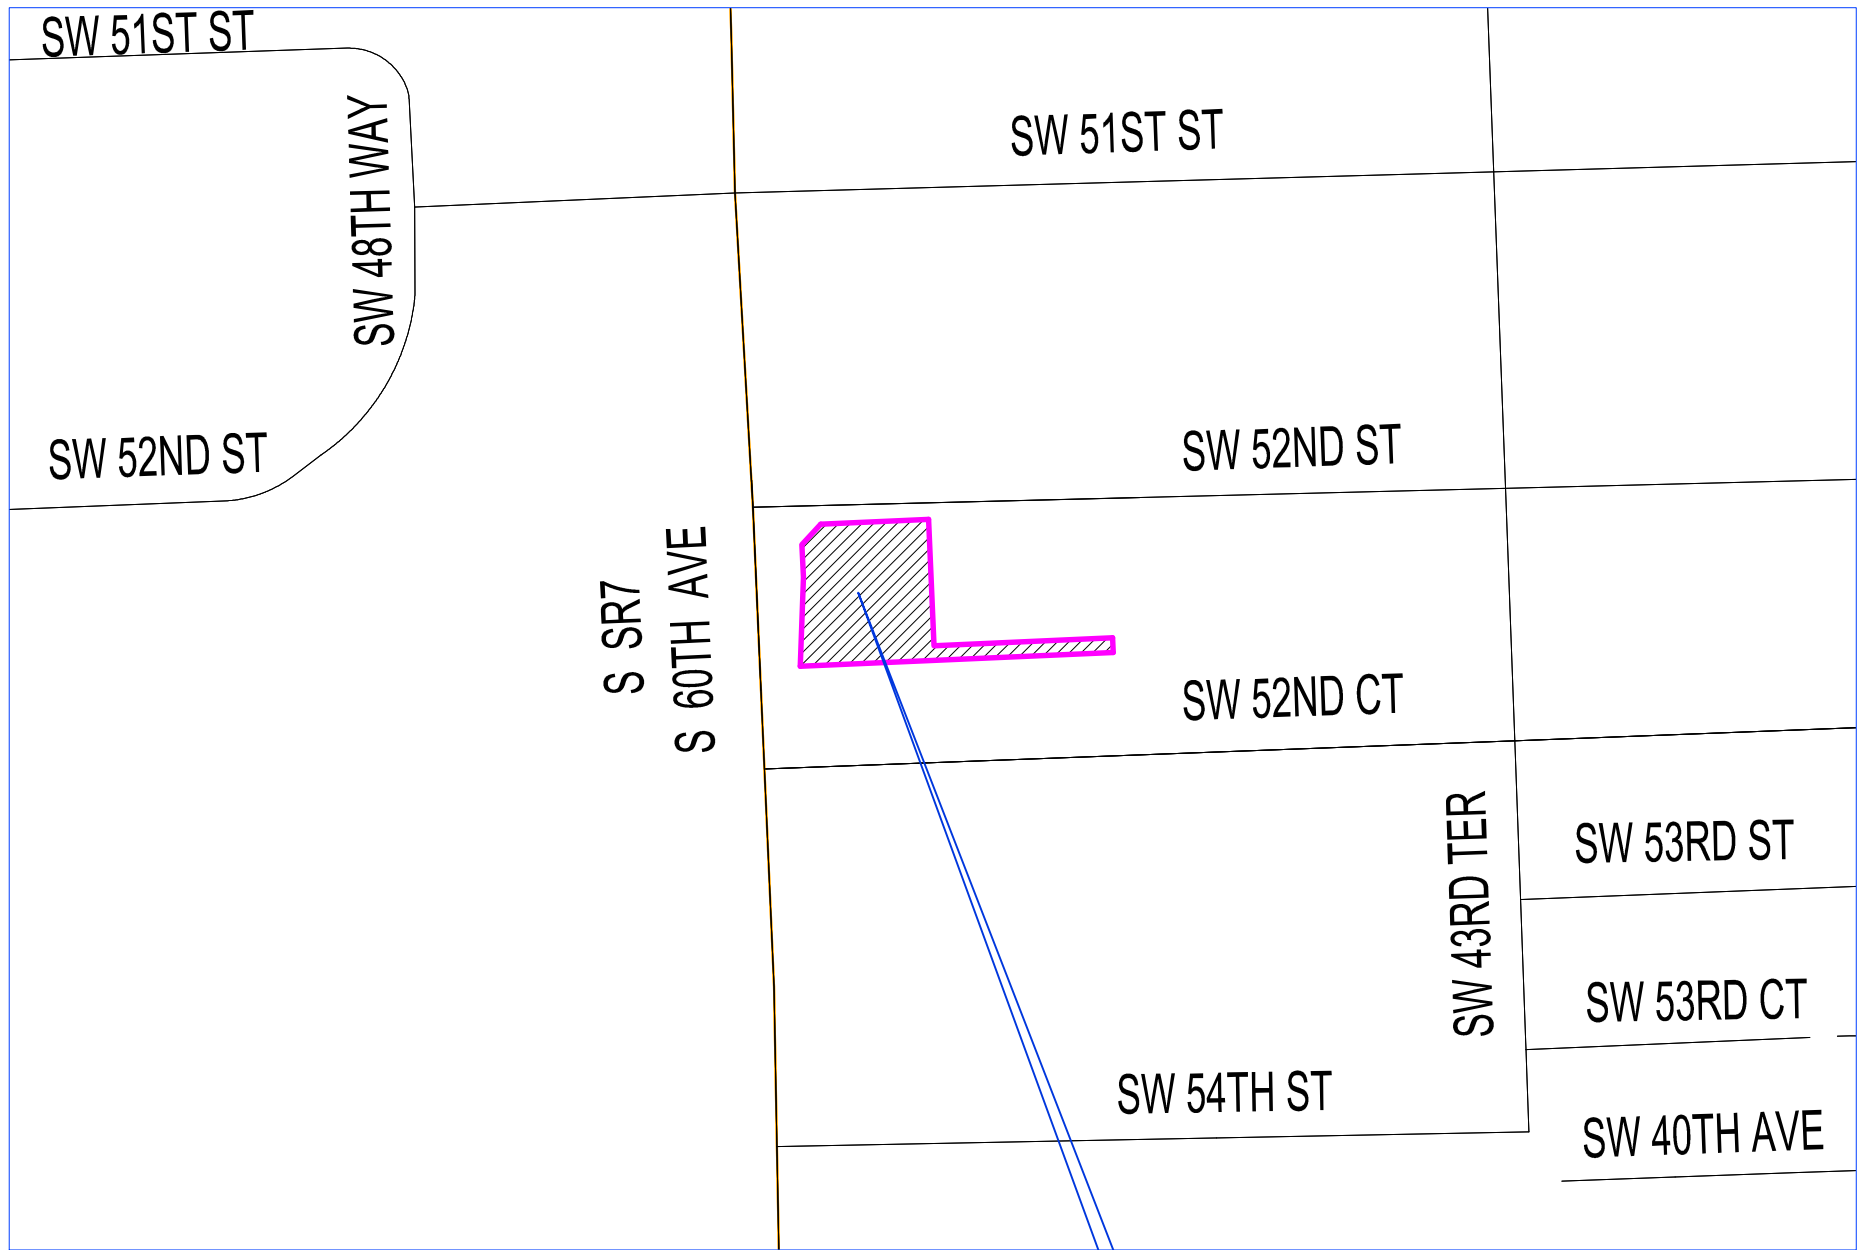 SW 51ST ST
SW 48TH WAY
SW 51ST ST
SW 52ND ST
SW 52ND ST
S SR7
S 60TH AVE
SW 52ND CT
SW 43RD TER
SW 53RD ST
SW 53RD CT
SW 54TH ST
SW 40TH AVE